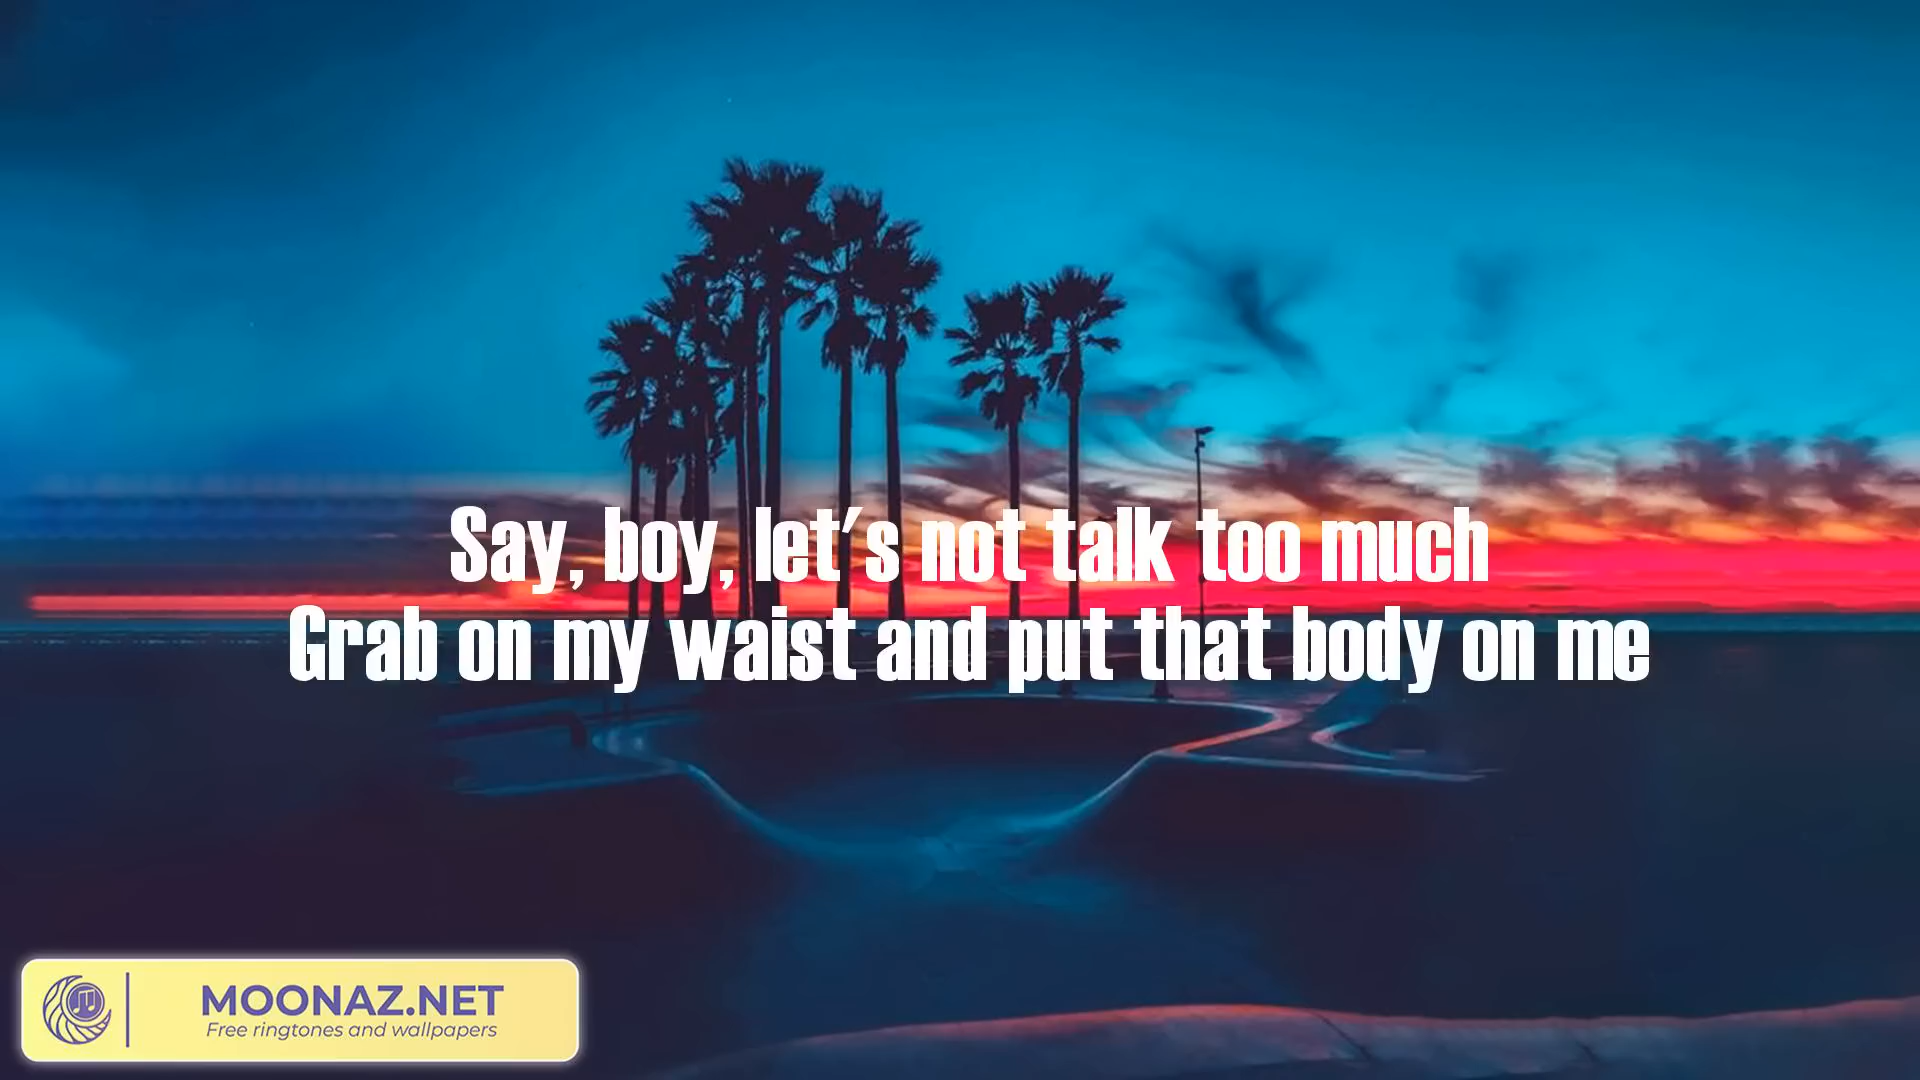 Say, boy, let's not talk too much
Grab on my waist and put that body on me
MOONAZ.NET
Free ringtones and wallpapers